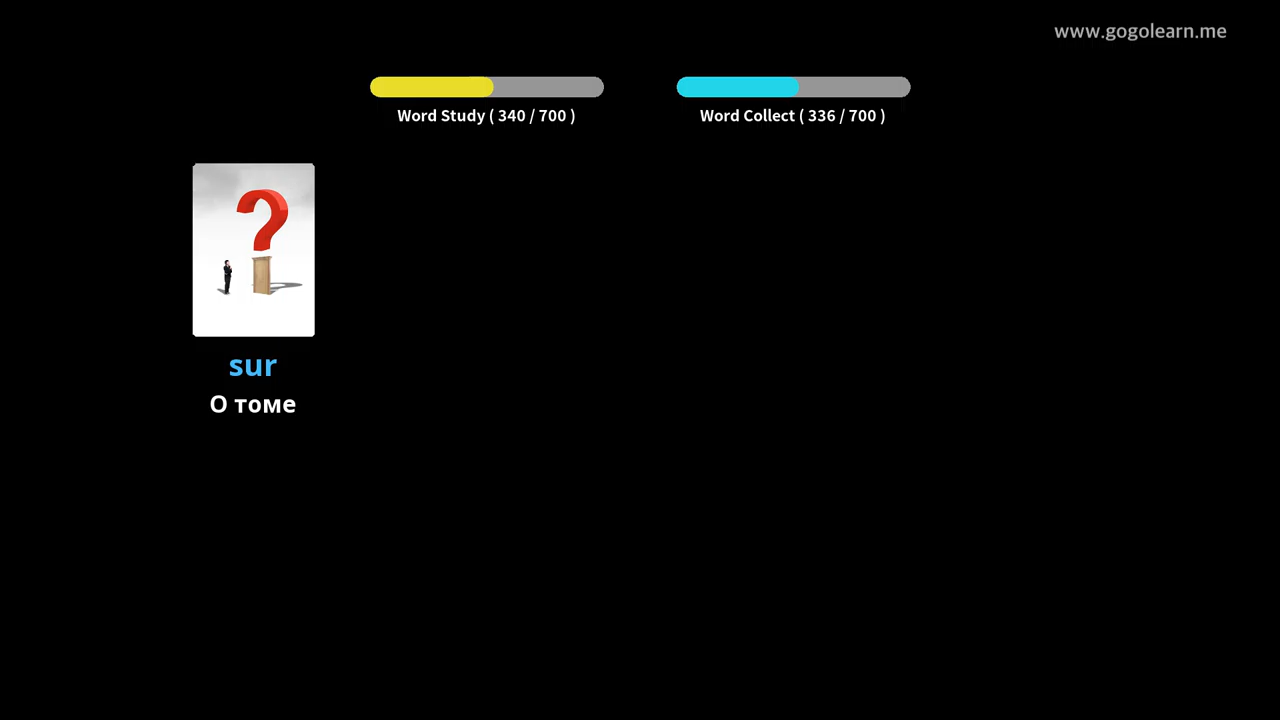 www.gogolearn.me
Word Study ( 340 / 700 )
Word Collect ( 336 / 700 )
sur
О томе